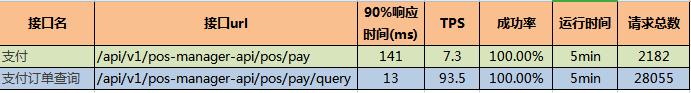 接口名 接口url 90%响应时间(ms) TPS 成功率 运行时间 请求总数
支付 /api/v1/pos-manager-api/pos/pay 141 7.3 100.00% 5min 2182
支付订单查询 /api/v1/pos-manager-api/pos/pay/query 13 93.5 100.00% 5min 28055